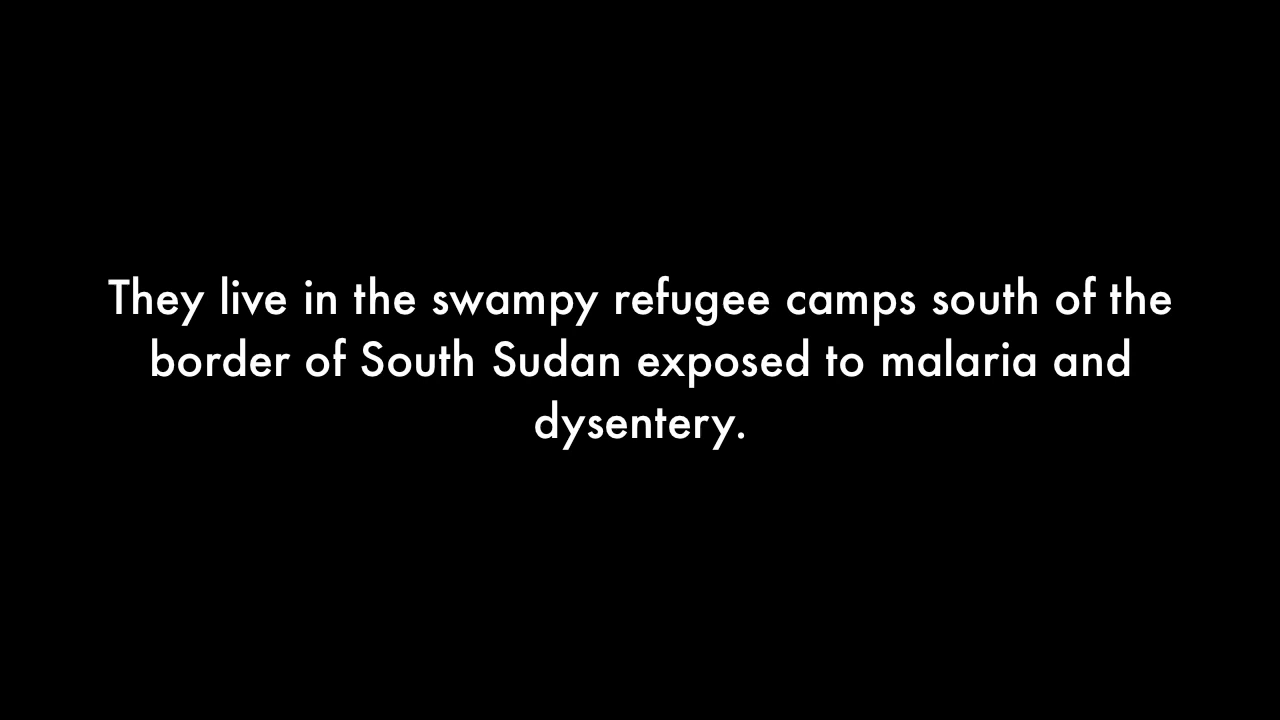 They live in the swampy refugee camps south of the
border of South Sudan exposed to malaria and
dysentery.